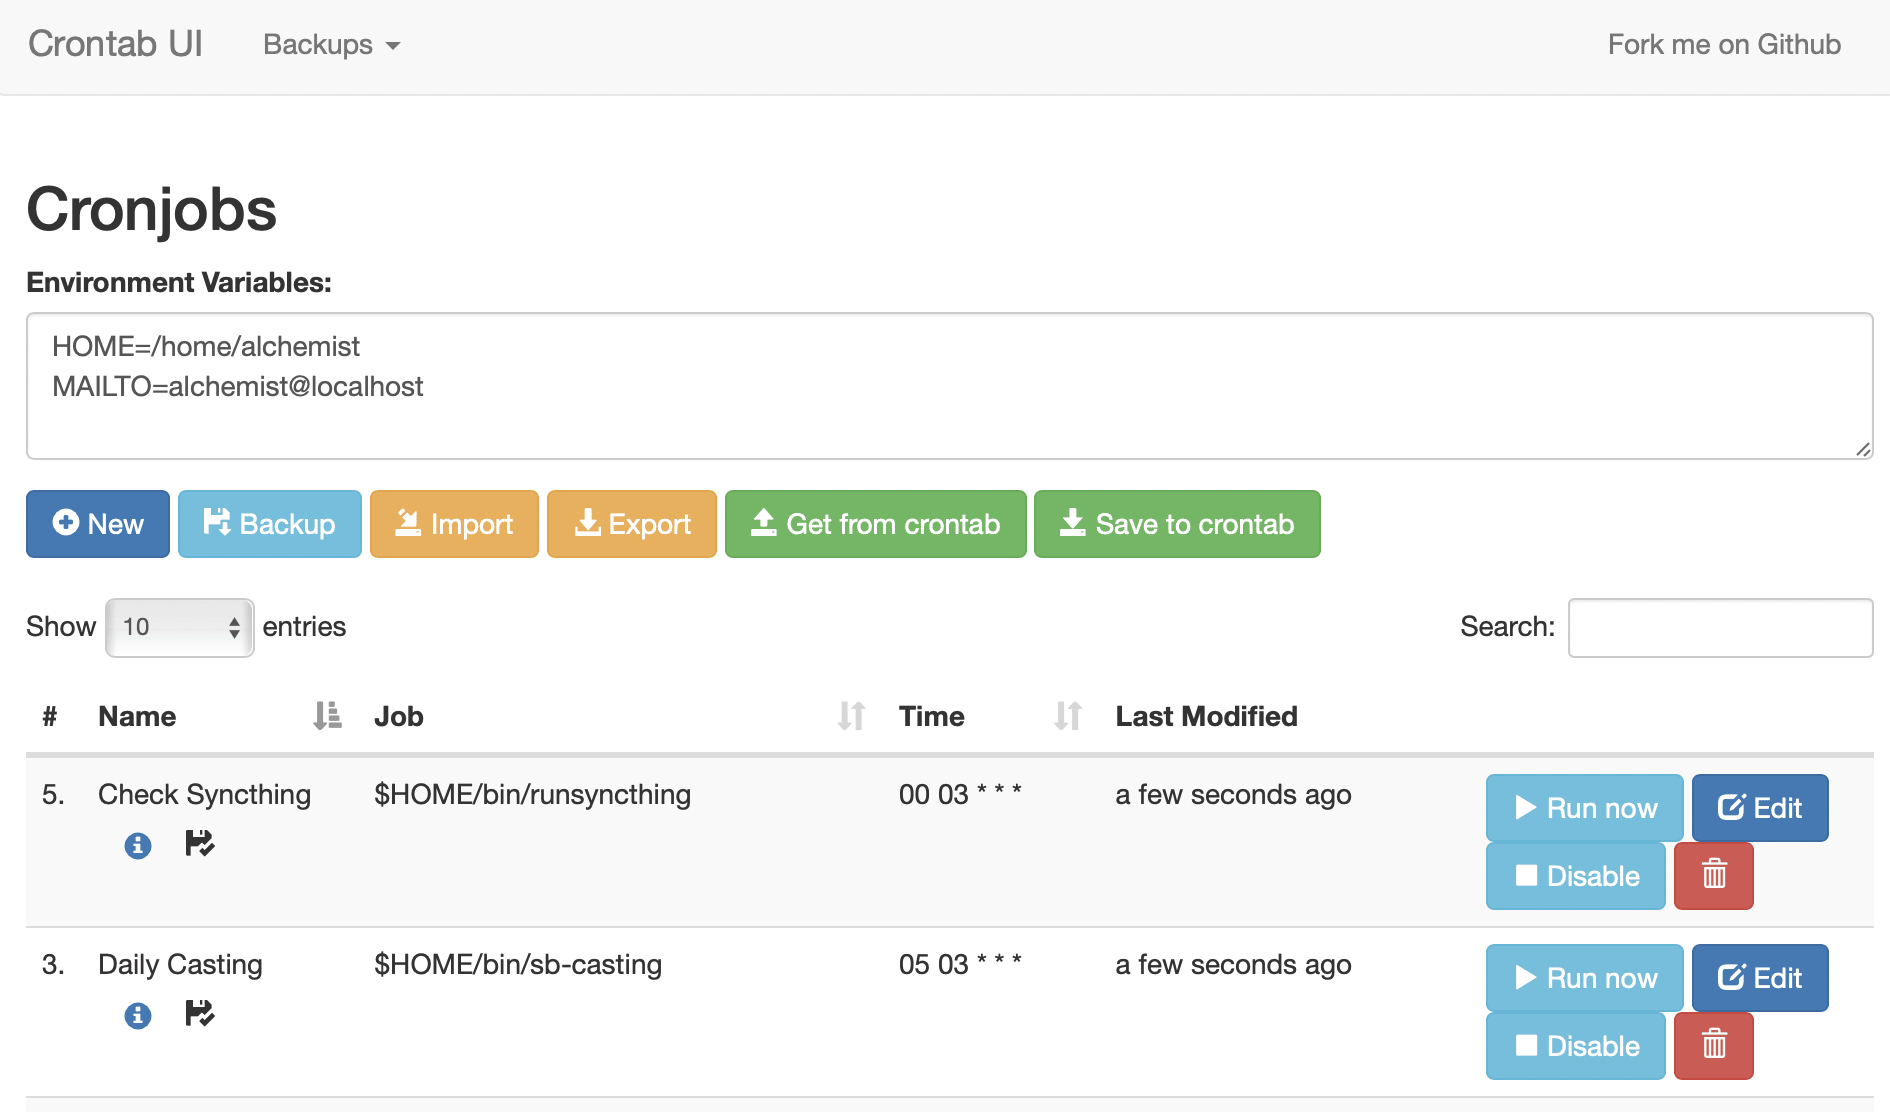 Crontab UI Backups Fork me on Github
Cronjobs
Environment Variables:
HOME=/home/alchemist
MAILTO=alchemist@localhost
New Backup Import Export Get from crontab Save to crontab
Show 10 entries Search:
# Name Job Time Last Modified
5. Check Syncthing $HOME/bin/runsyncthing 00 03 * * * a few seconds ago Run now Edit
Disable
3. Daily Casting $HOME/bin/sb-casting 05 03 * * * a few seconds ago Run now Edit
Disable